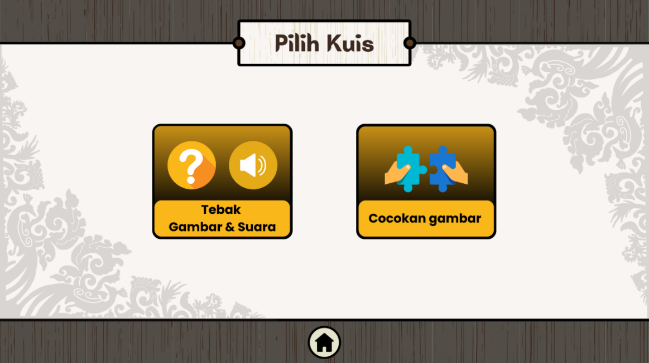 Pilih Kuis
Tebak
Gambar & Suara
Cocokan gambar